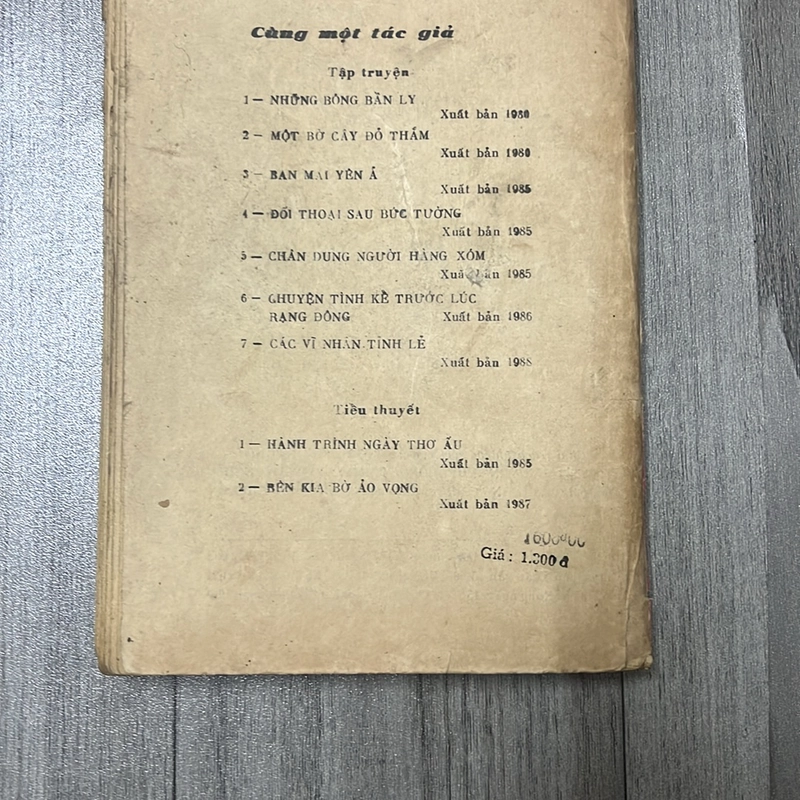 Cùng một tác giả
Tập truyện
1 — NHỮNG BÔNG BẦN LY
Xuất bản 1980
2 — MỘT BỜ CÂY ĐỎ THẮM
Xuất bản 1980
3 — BAN MAI YÊN Ả
Xuất bản 1985
4 — ĐỐI THOẠI SAU BỨC TƯỜNG
Xuất bản 1985
5 — CHÂN DUNG NGƯỜI HÀNG XÓM
Xuất bản 1985
6 — CHUYỆN TÌNH KỂ TRƯỚC LÚC
RẠNG ĐÔNG Xuất bản 1986
7 — CÁC VĨ NHÂN TỈNH LẺ
Xuất bản 1988
Tiểu thuyết
1 — HÀNH TRÌNH NGÀY THƠ ẤU
Xuất bản 1985
2 — BÊN KIA BỜ ẢO VỌNG
Xuất bản 1987
Giá : 1.300đ